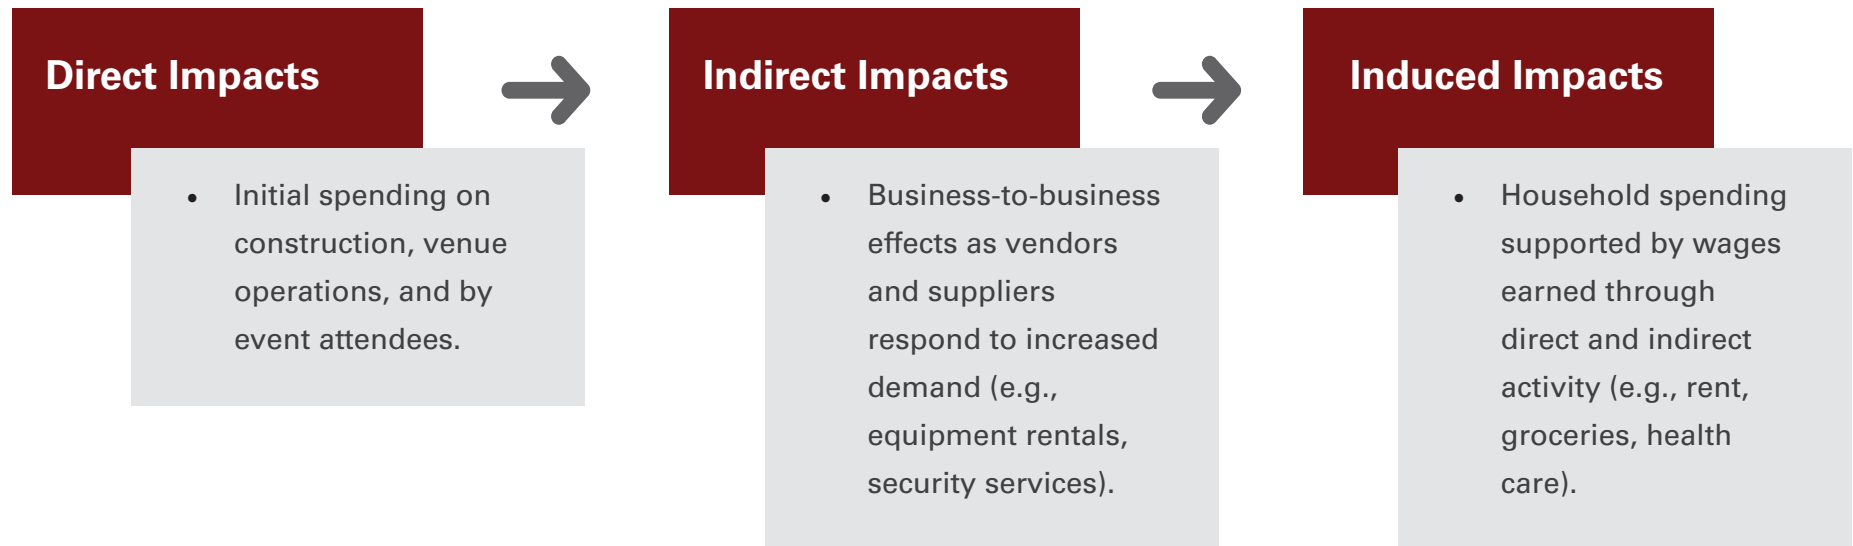 Direct Impacts
• Initial spending on
construction, venue
operations, and by
event attendees.
Indirect Impacts
• Business-to-business
effects as vendors
and suppliers
respond to increased
demand (e.g.,
equipment rentals,
security services).
Induced Impacts
• Household spending
supported by wages
earned through
direct and indirect
activity (e.g., rent,
groceries, health
care).